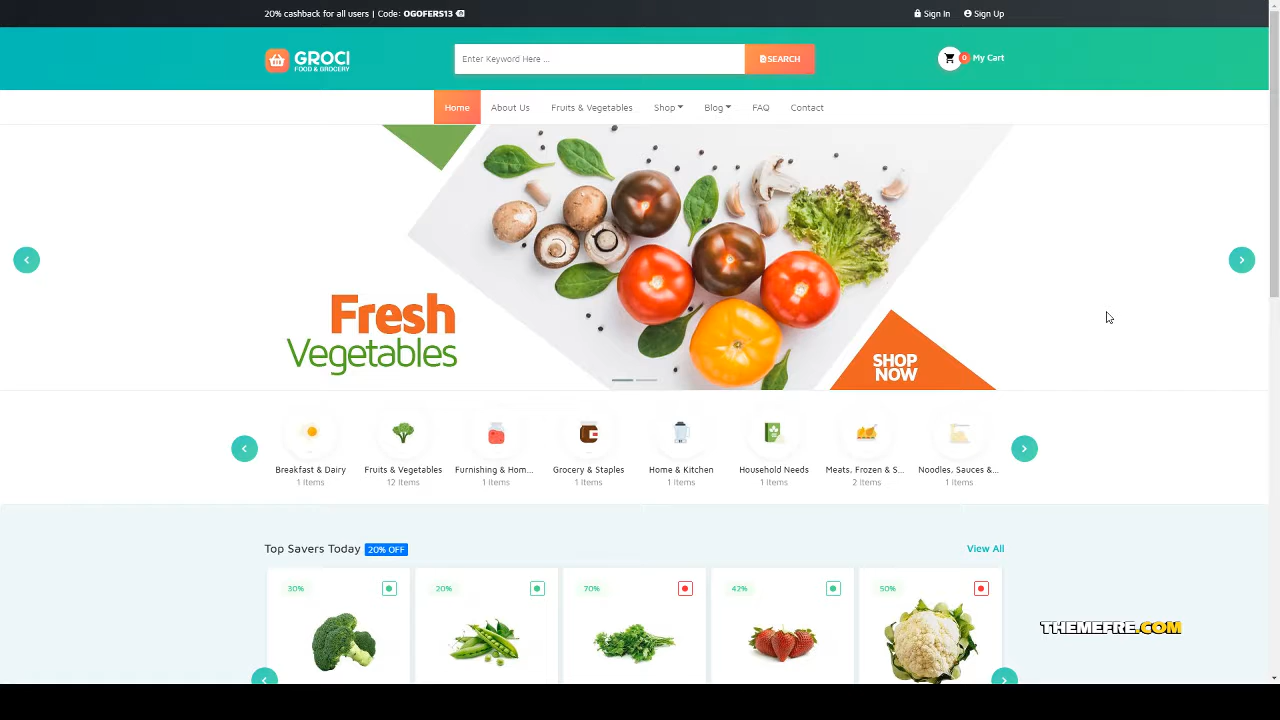 20% cashback for all users | Code: OGOFERS13
Sign In
Sign Up
GROCI
FOOD & GROCERY
Enter Keyword Here ...
SEARCH
0
My Cart
Home
About Us
Fruits & Vegetables
Shop
Blog
FAQ
Contact
Fresh
Vegetables
SHOP
NOW
Breakfast & Dairy
1 Items
Fruits & Vegetables
12 Items
Furnishing & Hom...
1 Items
Grocery & Staples
1 Items
Home & Kitchen
1 Items
Household Needs
1 Items
Meats, Frozen & S...
2 Items
Noodles, Sauces &...
1 Items
Top Savers Today
20% OFF
View All
30%
20%
70%
42%
50%
THEMEFRE.COM